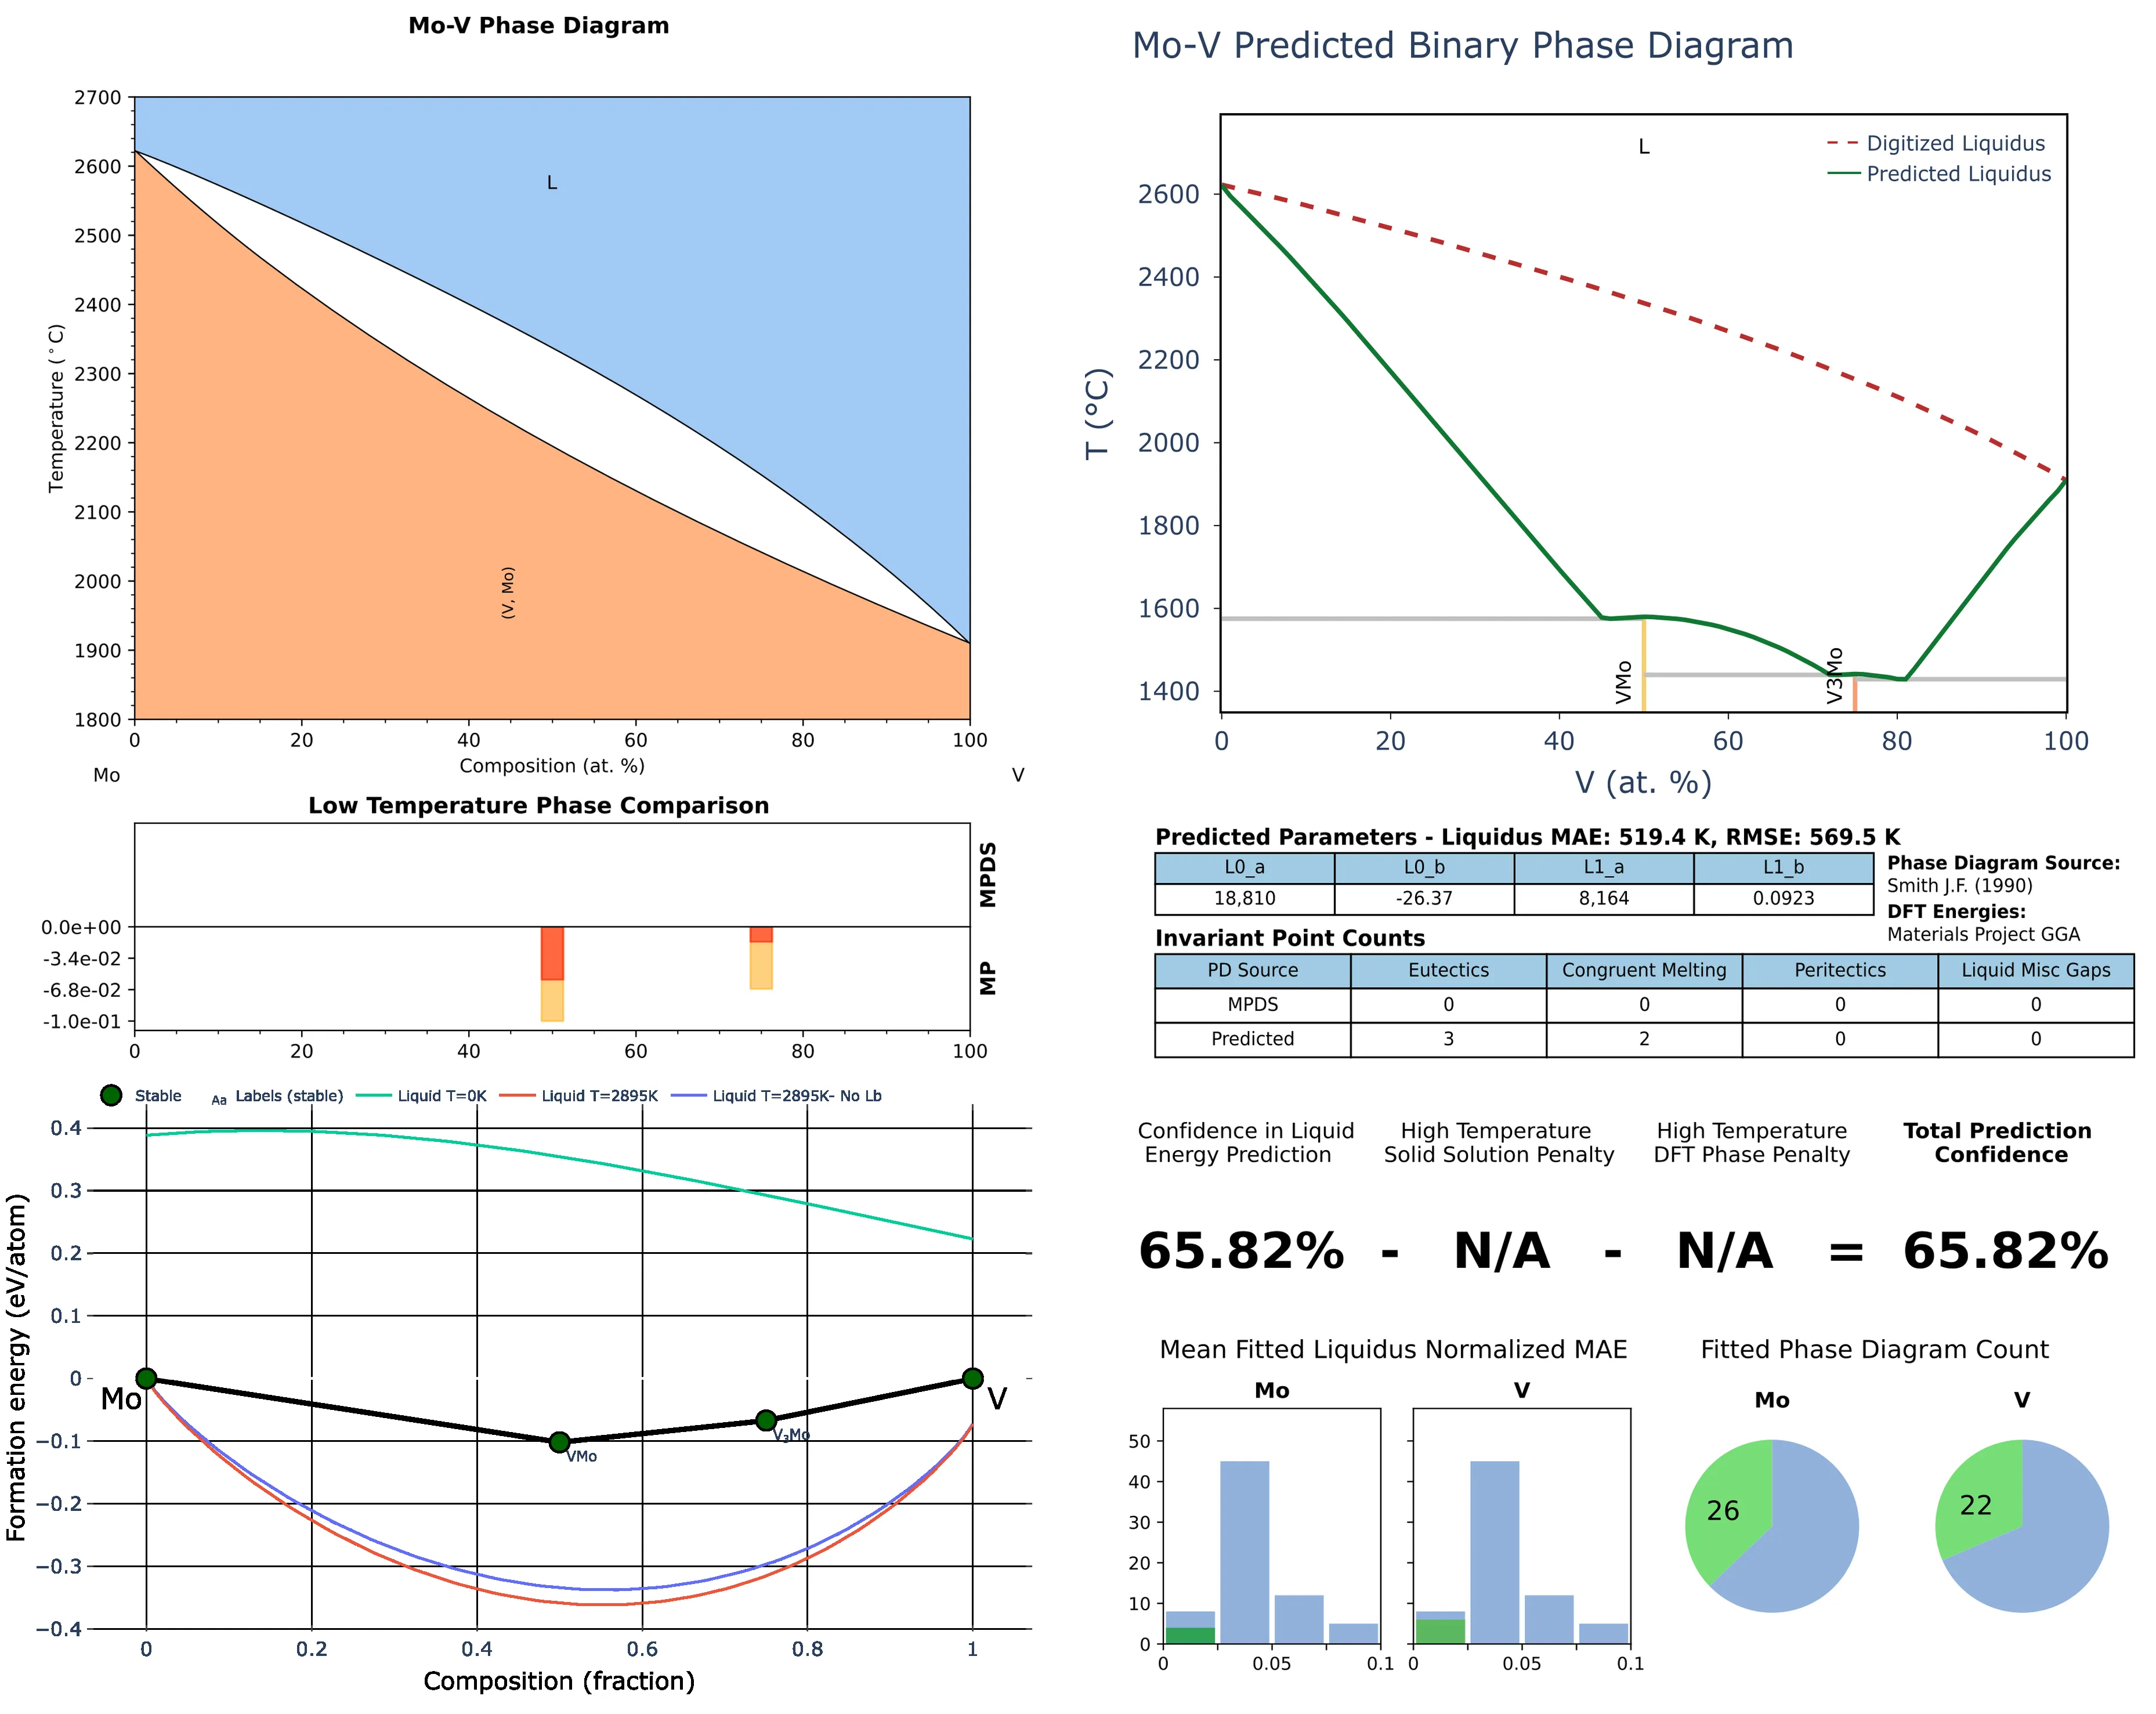 Mo-V Phase Diagram
2700
2600
2500
2400
2300
2200
2100
2000
1900
1800
Temperature (°C)
L
(V, Mo)
0 20 40 60 80 100
Composition (at. %)
Mo V
Low Temperature Phase Comparison
MPDS
MP
0.0e+00
-3.4e-02
-6.8e-02
-1.0e-01
0 20 40 60 80 100
Stable Aa Labels (stable) Liquid T=0K Liquid T=2895K Liquid T=2895K- No Lb
0.4
0.3
0.2
0.1
0
−0.1
−0.2
−0.3
−0.4
Formation energy (eV/atom)
Mo
VMo
V₃Mo
V
0 0.2 0.4 0.6 0.8 1
Composition (fraction)
Mo-V Predicted Binary Phase Diagram
L
Digitized Liquidus
Predicted Liquidus
2600
2400
2200
2000
1800
1600
1400
T (°C)
VMo
V3Mo
0 20 40 60 80 100
V (at. %)
Predicted Parameters - Liquidus MAE: 519.4 K, RMSE: 569.5 K
L0_a L0_b L1_a L1_b
18,810 -26.37 8,164 0.0923
Phase Diagram Source:
Smith J.F. (1990)
DFT Energies:
Materials Project GGA
Invariant Point Counts
PD Source Eutectics Congruent Melting Peritectics Liquid Misc Gaps
MPDS 0 0 0 0
Predicted 3 2 0 0
Confidence in Liquid
Energy Prediction
High Temperature
Solid Solution Penalty
High Temperature
DFT Phase Penalty
Total Prediction
Confidence
65.82% - N/A - N/A = 65.82%
Mean Fitted Liquidus Normalized MAE
Mo V
50
40
30
20
10
0
0 0.05 0.1 0 0.05 0.1
Fitted Phase Diagram Count
Mo V
26 22